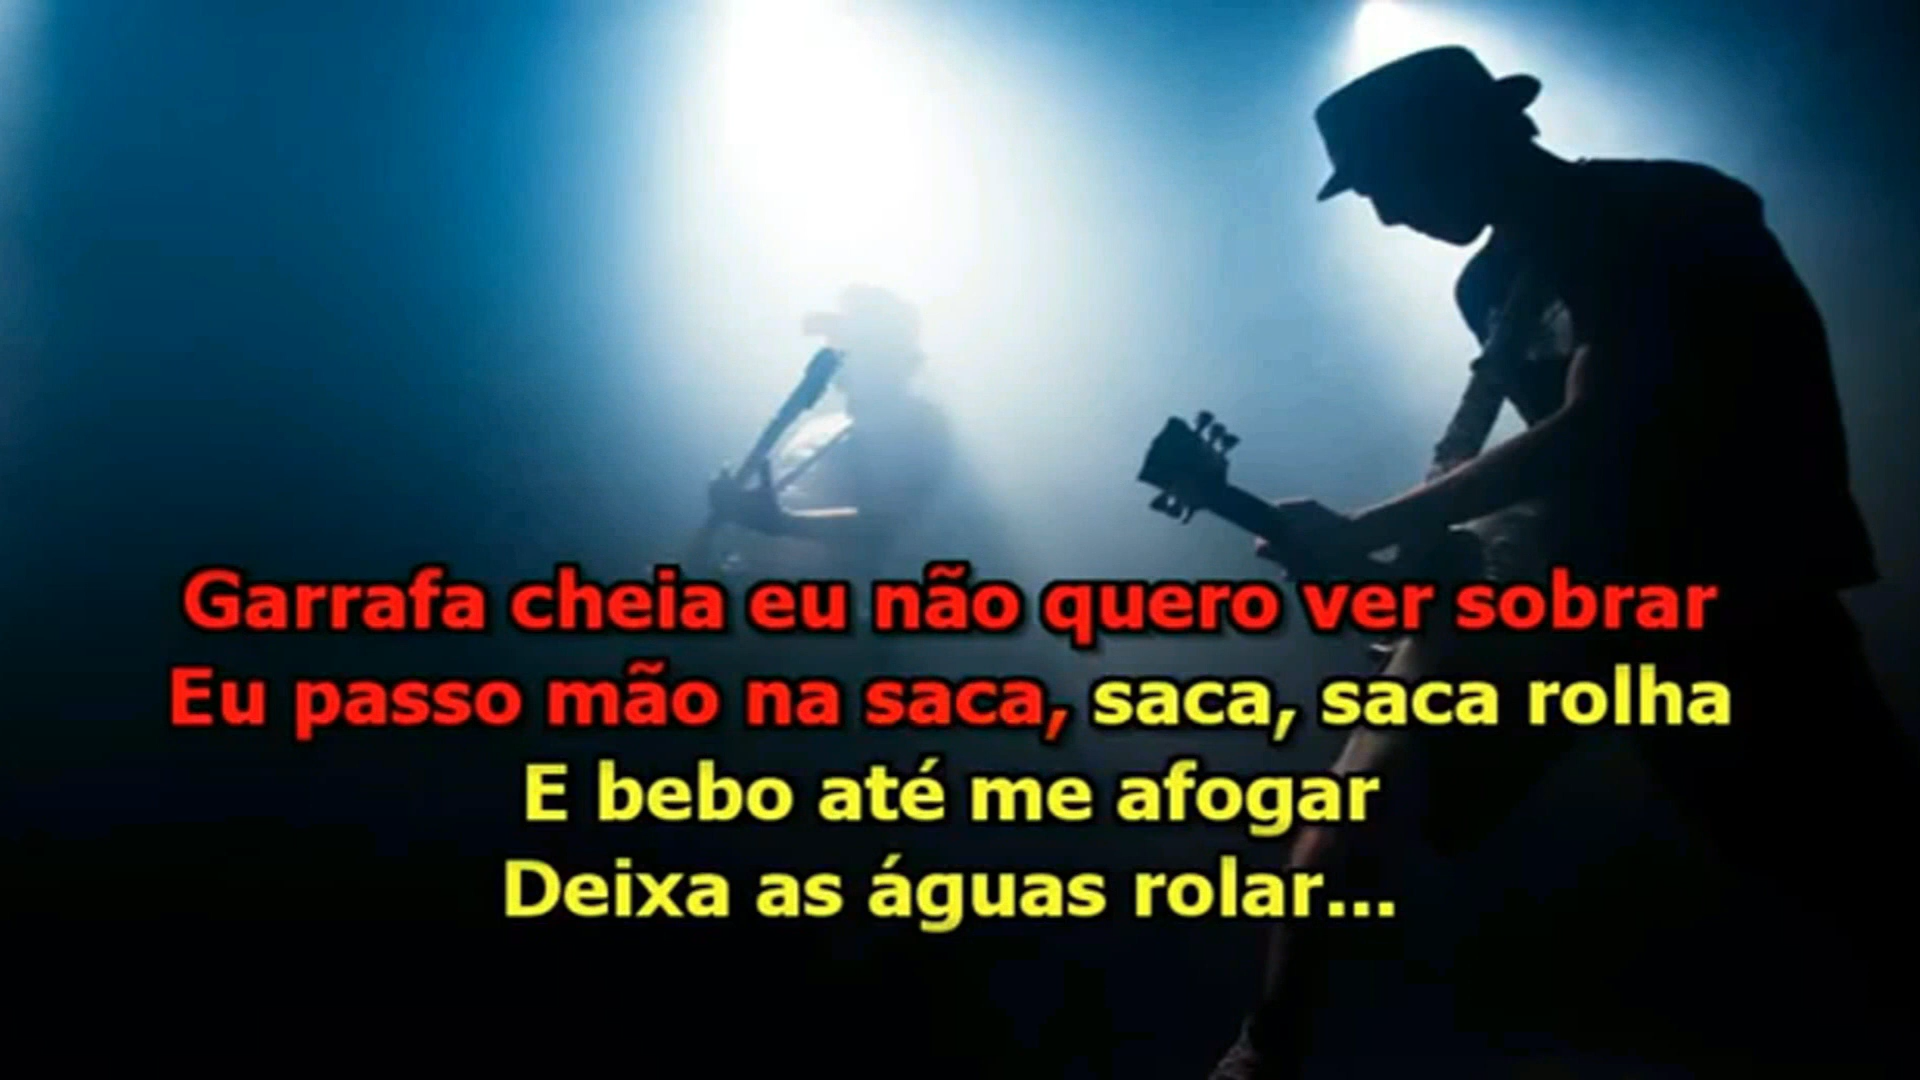 Garrafa cheia eu não quero ver sobrar
Eu passo mão na saca, saca, saca rolha
E bebo até me afogar
Deixa as águas rolar...